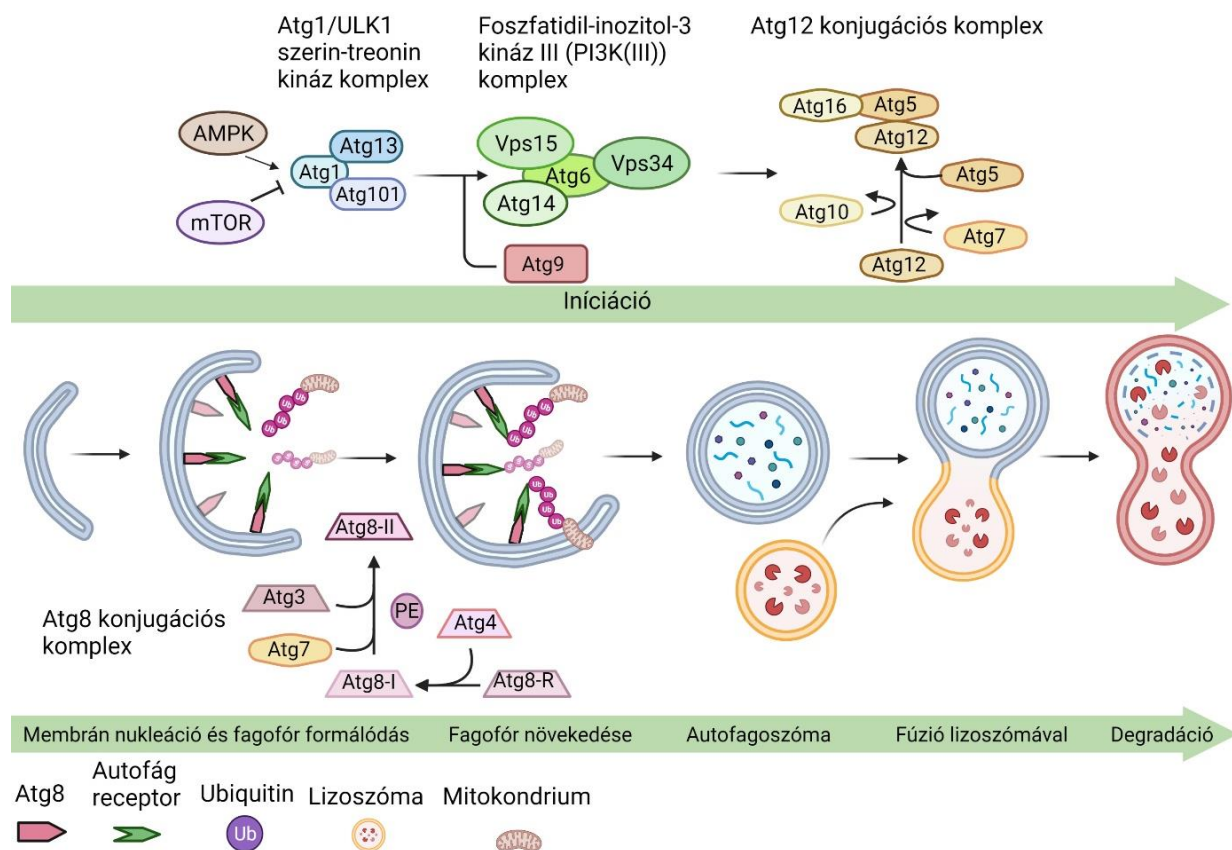 Atg1/ULK1
szerin-treonin
kináz komplex
Foszfatidil-inozitol-3
kináz III (PI3K(III))
komplex
Atg12 konjugációs komplex
AMPK
mTOR
Atg13
Atg1
Atg101
Vps15
Vps34
Atg6
Atg14
Atg9
Atg16
Atg5
Atg12
Atg5
Atg10
Atg7
Atg12
Iníciáció
Ub
Ub
Ub
Ub
Ub
Ub
Ub
Ub
Ub
Atg8-II
Atg3
PE
Atg8 konjugációs
komplex
Atg7
Atg4
Atg8-I
Atg8-R
Membrán nukleáció és fagofór formálódás
Fagofór növekedése
Autofagoszóma
Fúzió lizoszómával
Degradáció
Atg8
Autofág
receptor
Ubiquitin
Lizoszóma
Mitokondrium
Ub